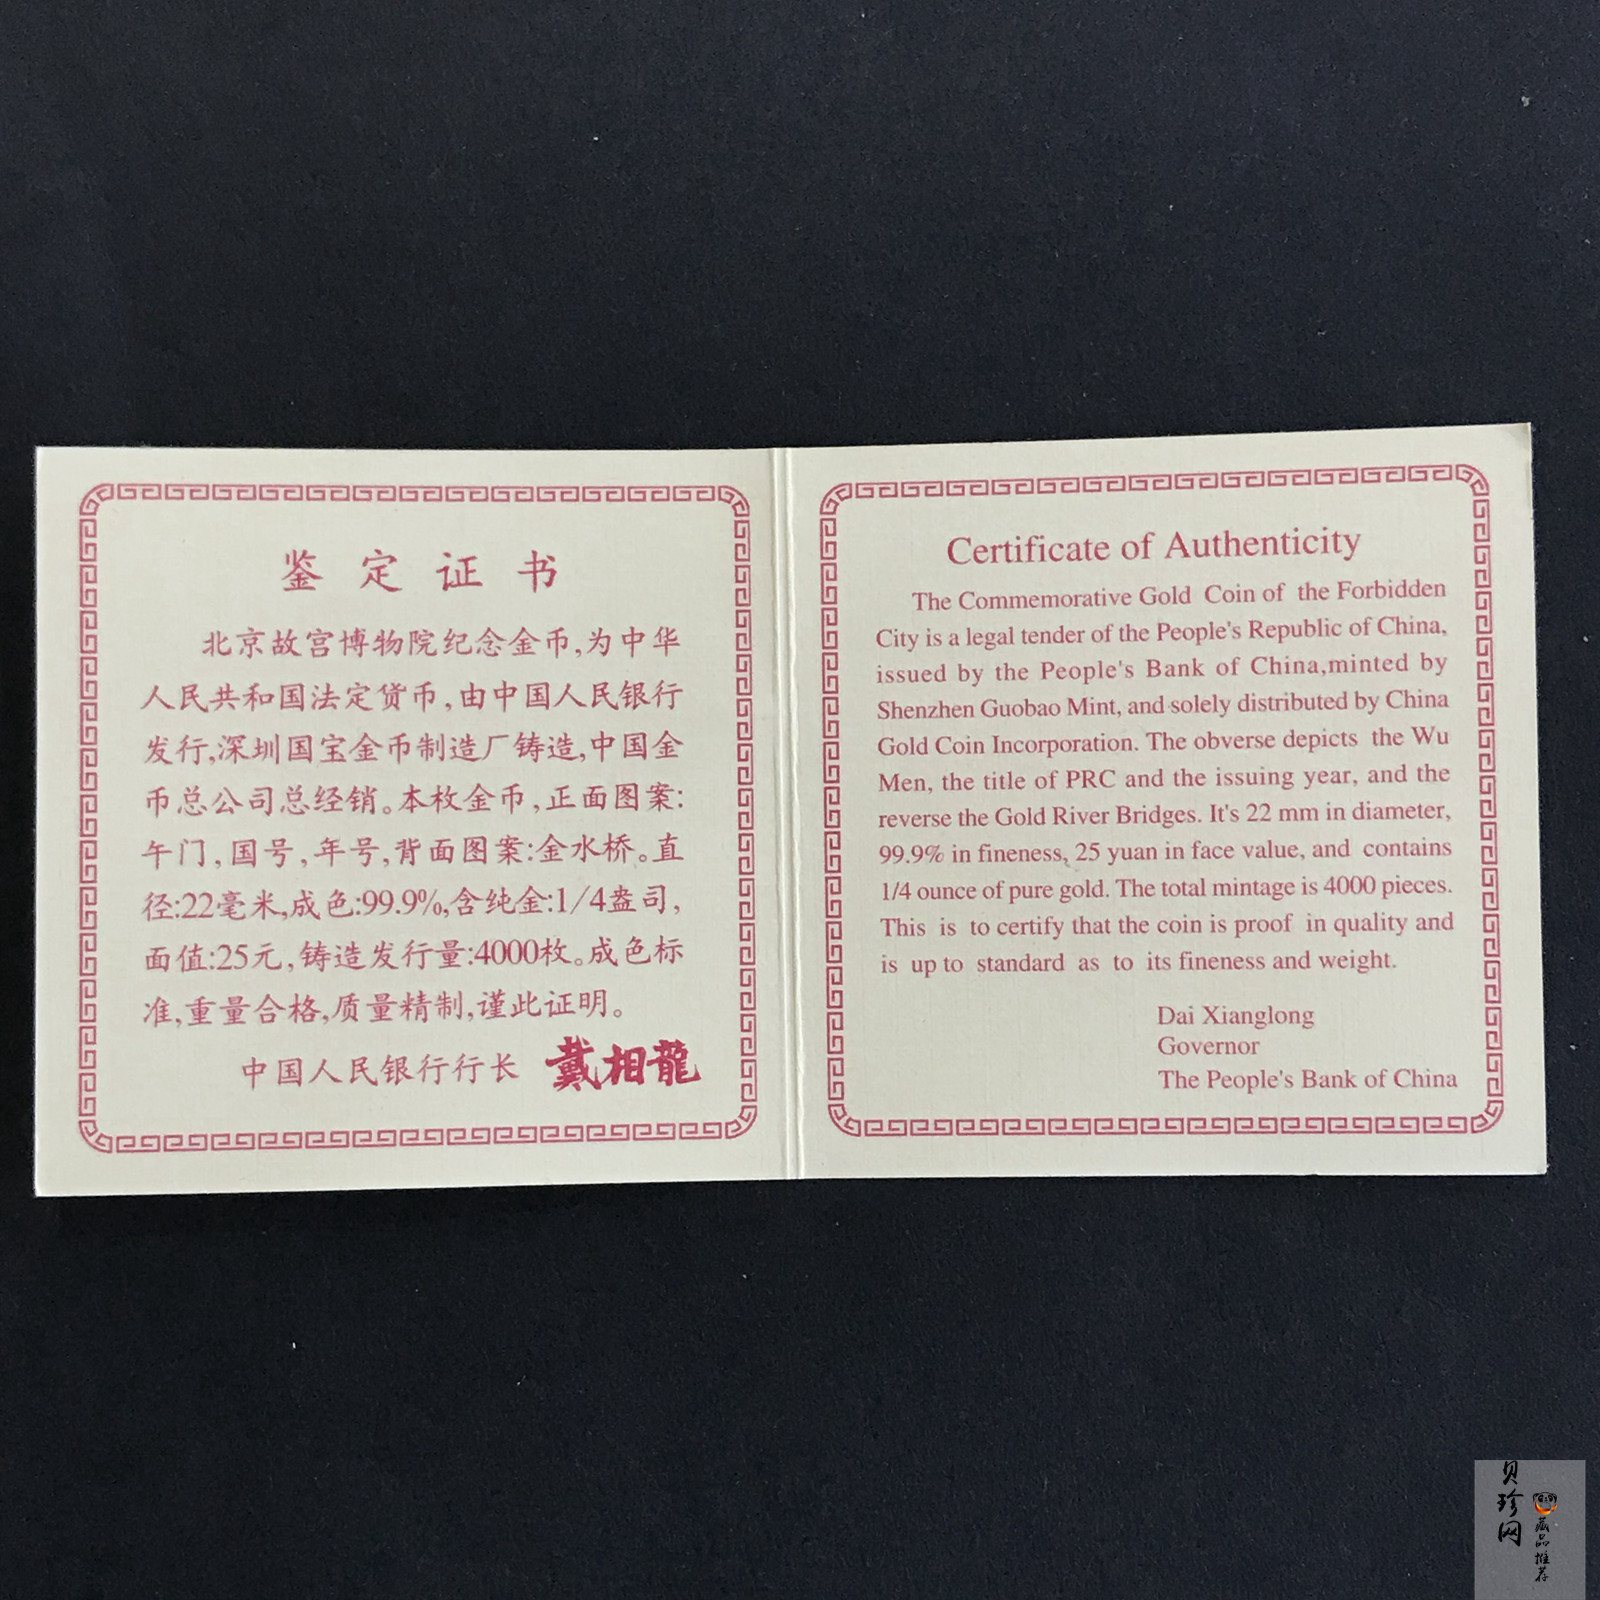 鉴定证书
北京故宫博物院纪念金币,为中华
人民共和国法定货币,由中国人民银行
发行,深圳国宝金币制造厂铸造,中国金
币总公司总经销。本枚金币,正面图案:
午门,国号,年号,背面图案:金水桥。直
径:22毫米,成色:99.9%,含纯金:1/4盎司,
面值:25元,铸造发行量:4000枚。成色标
准,重量合格,质量精制,谨此证明。
中国人民银行行长 戴相龍
Certificate of Authenticity
The Commemorative Gold Coin of the Forbidden
City is a legal tender of the People's Republic of China,
issued by the People's Bank of China,minted by
Shenzhen Guobao Mint, and solely distributed by China
Gold Coin Incorporation. The obverse depicts the Wu
Men, the title of PRC and the issuing year, and the
reverse the Gold River Bridges. It's 22 mm in diameter,
99.9% in fineness, 25 yuan in face value, and contains
1/4 ounce of pure gold. The total mintage is 4000 pieces.
This is to certify that the coin is proof in quality and
is up to standard as to its fineness and weight.
Dai Xianglong
Governor
The People's Bank of China
贝珍网
藏品推荐